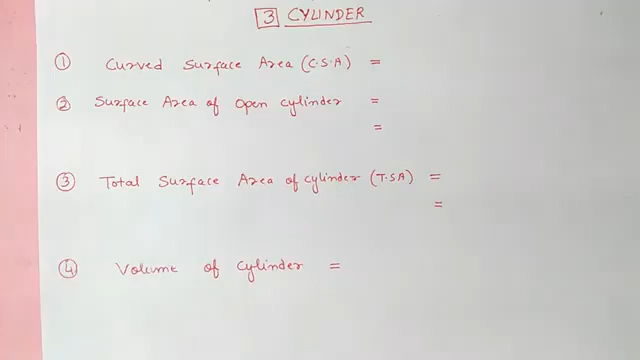 3 CYLINDER
1 Curved Surface Area (C.S.A) =
2 Surface Area of Open cylinder =
=
3 Total Surface Area of cylinder (T.S.A) =
=
4 Volume of cylinder =